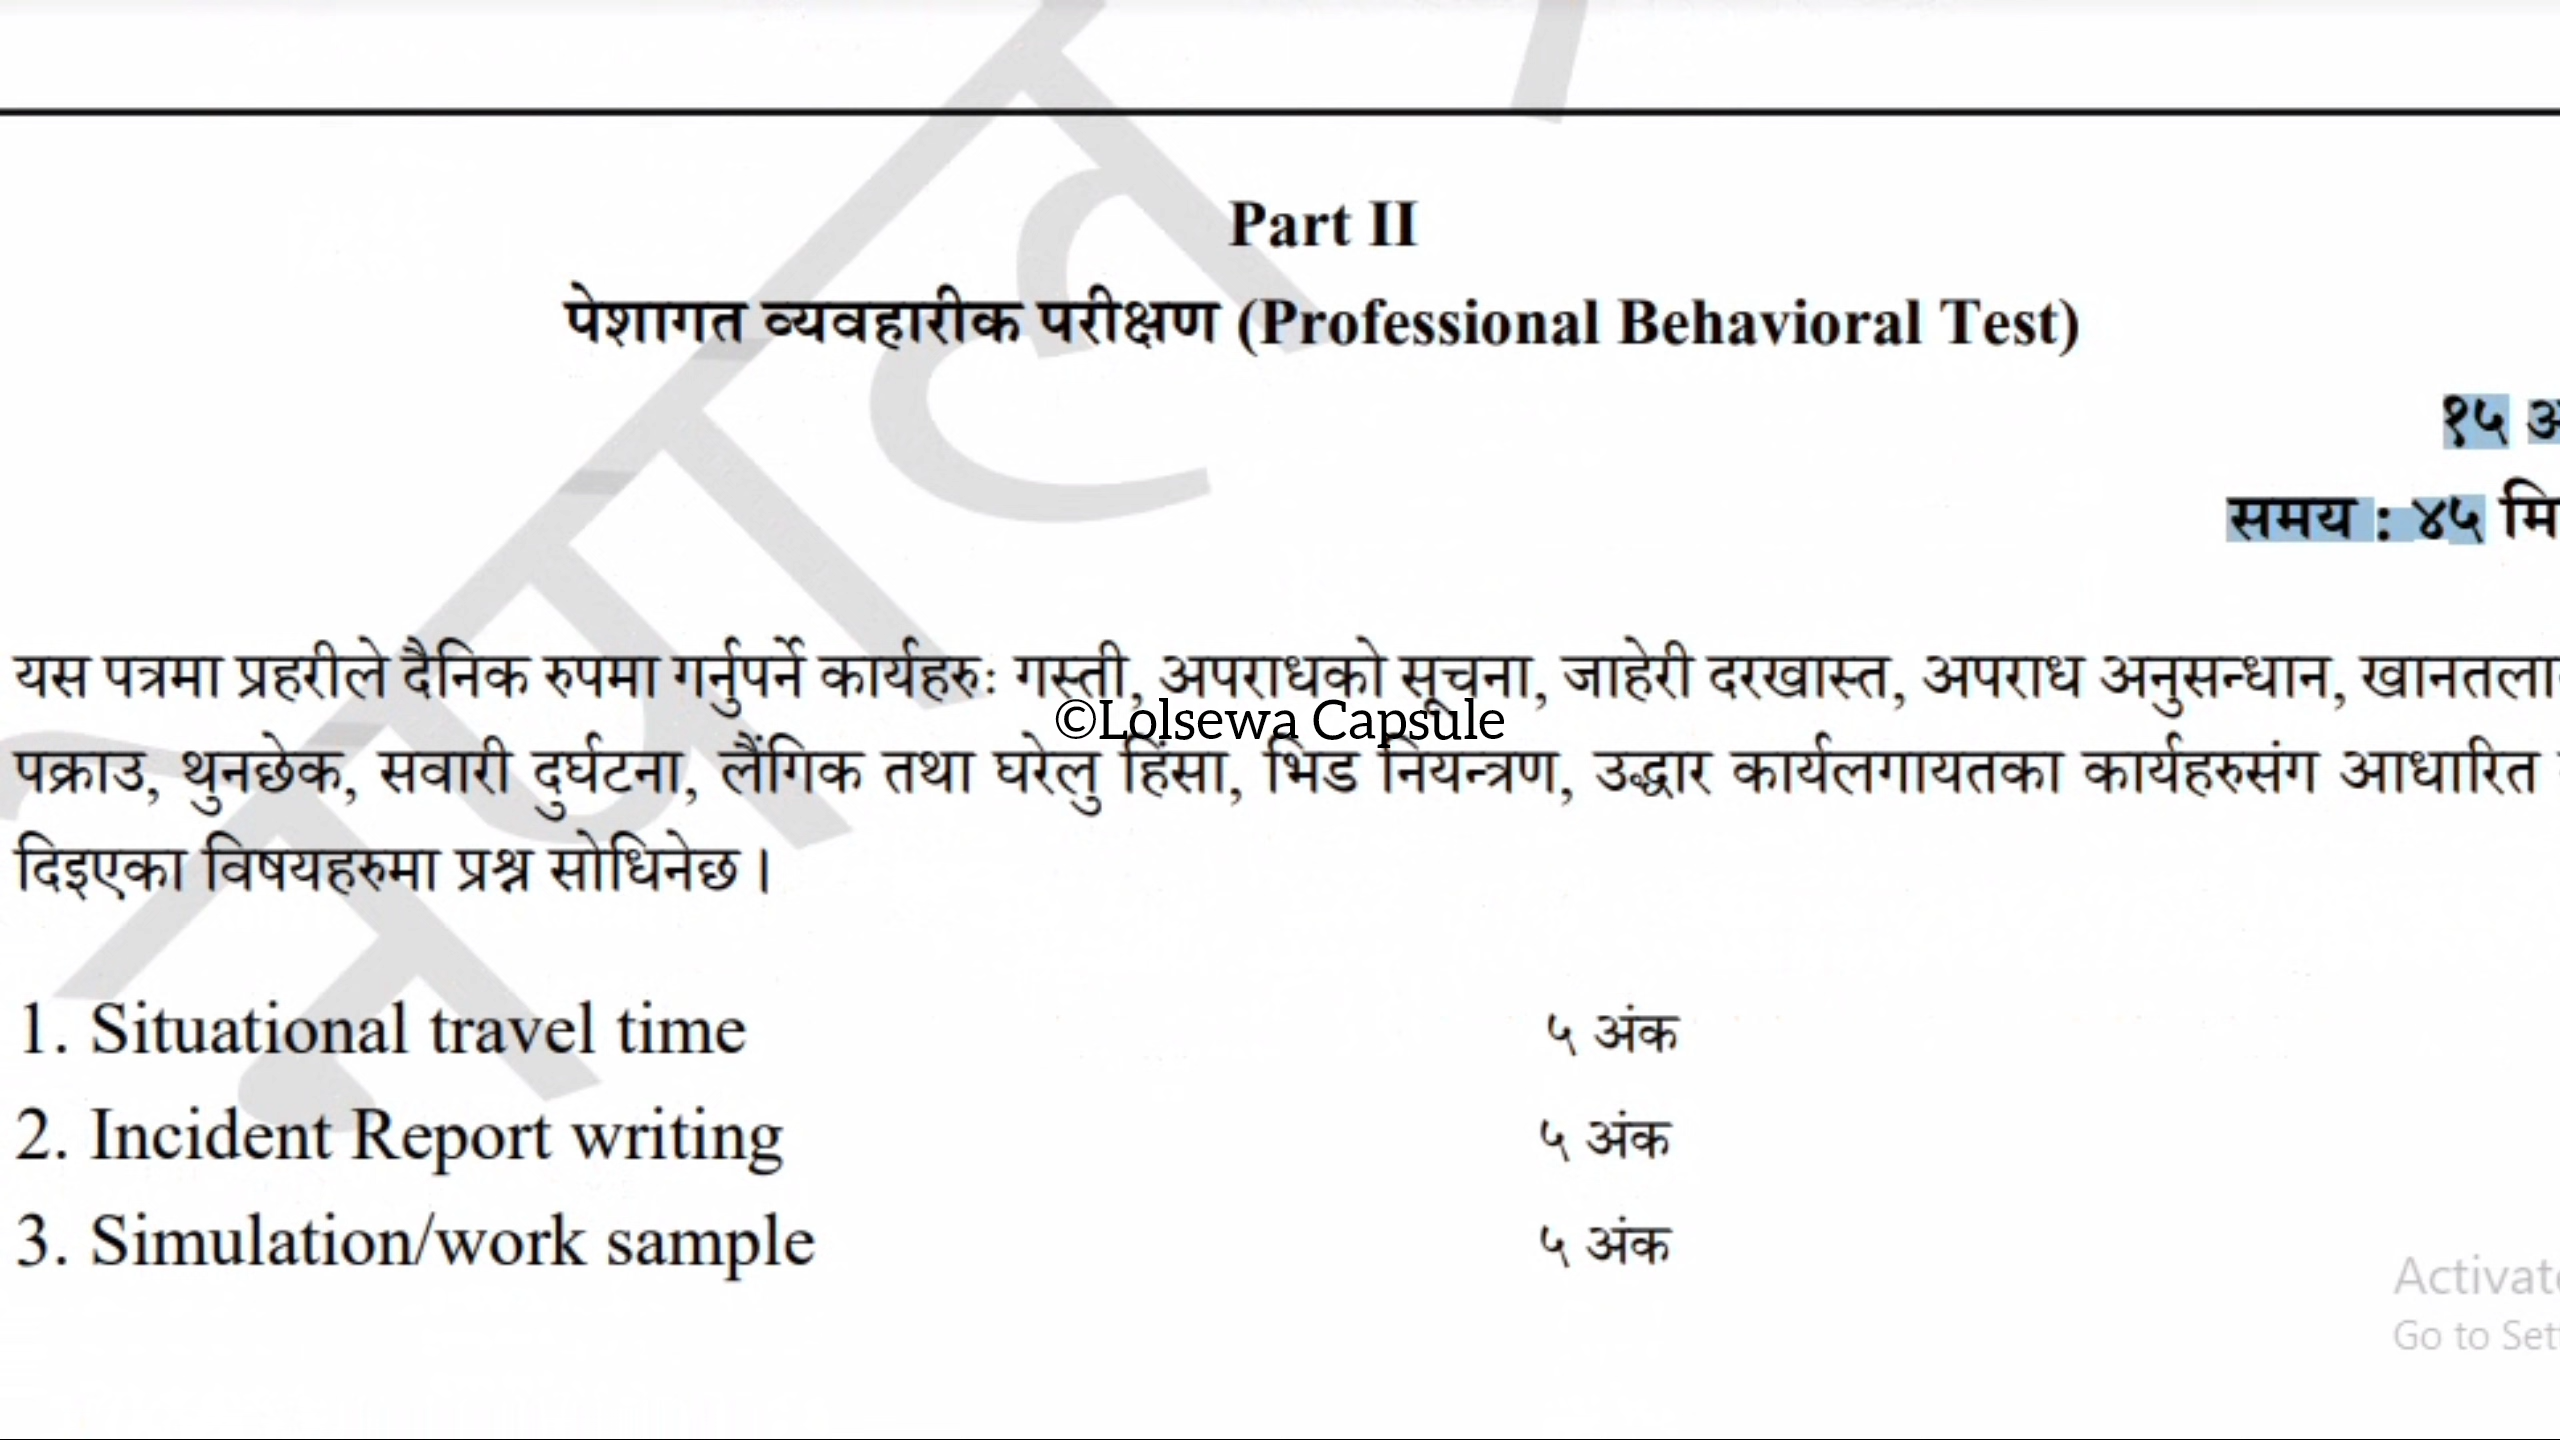 Part II
पेशागत व्यवहारीक परीक्षण (Professional Behavioral Test)
१५
समय : ४५
यस पत्रमा प्रहरीले दैनिक रुपमा गर्नुपर्ने कार्यहरुः गस्ती, अपराधको सूचना, जाहेरी दरखास्त, अपराध अनुसन्धान,
©Lolsewa Capsule
पक्राउ, थुनछेक, सवारी दुर्घटना, लैंगिक तथा घरेलु हिंसा, भिड नियन्त्रण, उद्धार कार्यलगायतका कार्यहरुसंग आधारित
दिइएका विषयहरुमा प्रश्न सोधिनेछ।
1. Situational travel time ५ अंक
2. Incident Report writing ५ अंक
3. Simulation/work sample ५ अंक
Go to